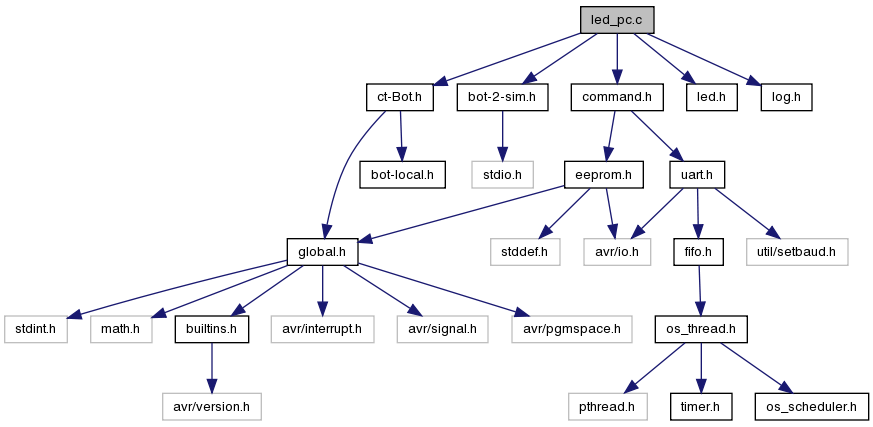 led_pc.c
ct-Bot.h
bot-2-sim.h
command.h
led.h
log.h
bot-local.h
stdio.h
eeprom.h
uart.h
global.h
stddef.h
avr/io.h
fifo.h
util/setbaud.h
stdint.h
math.h
builtins.h
avr/interrupt.h
avr/signal.h
avr/pgmspace.h
os_thread.h
avr/version.h
pthread.h
timer.h
os_scheduler.h